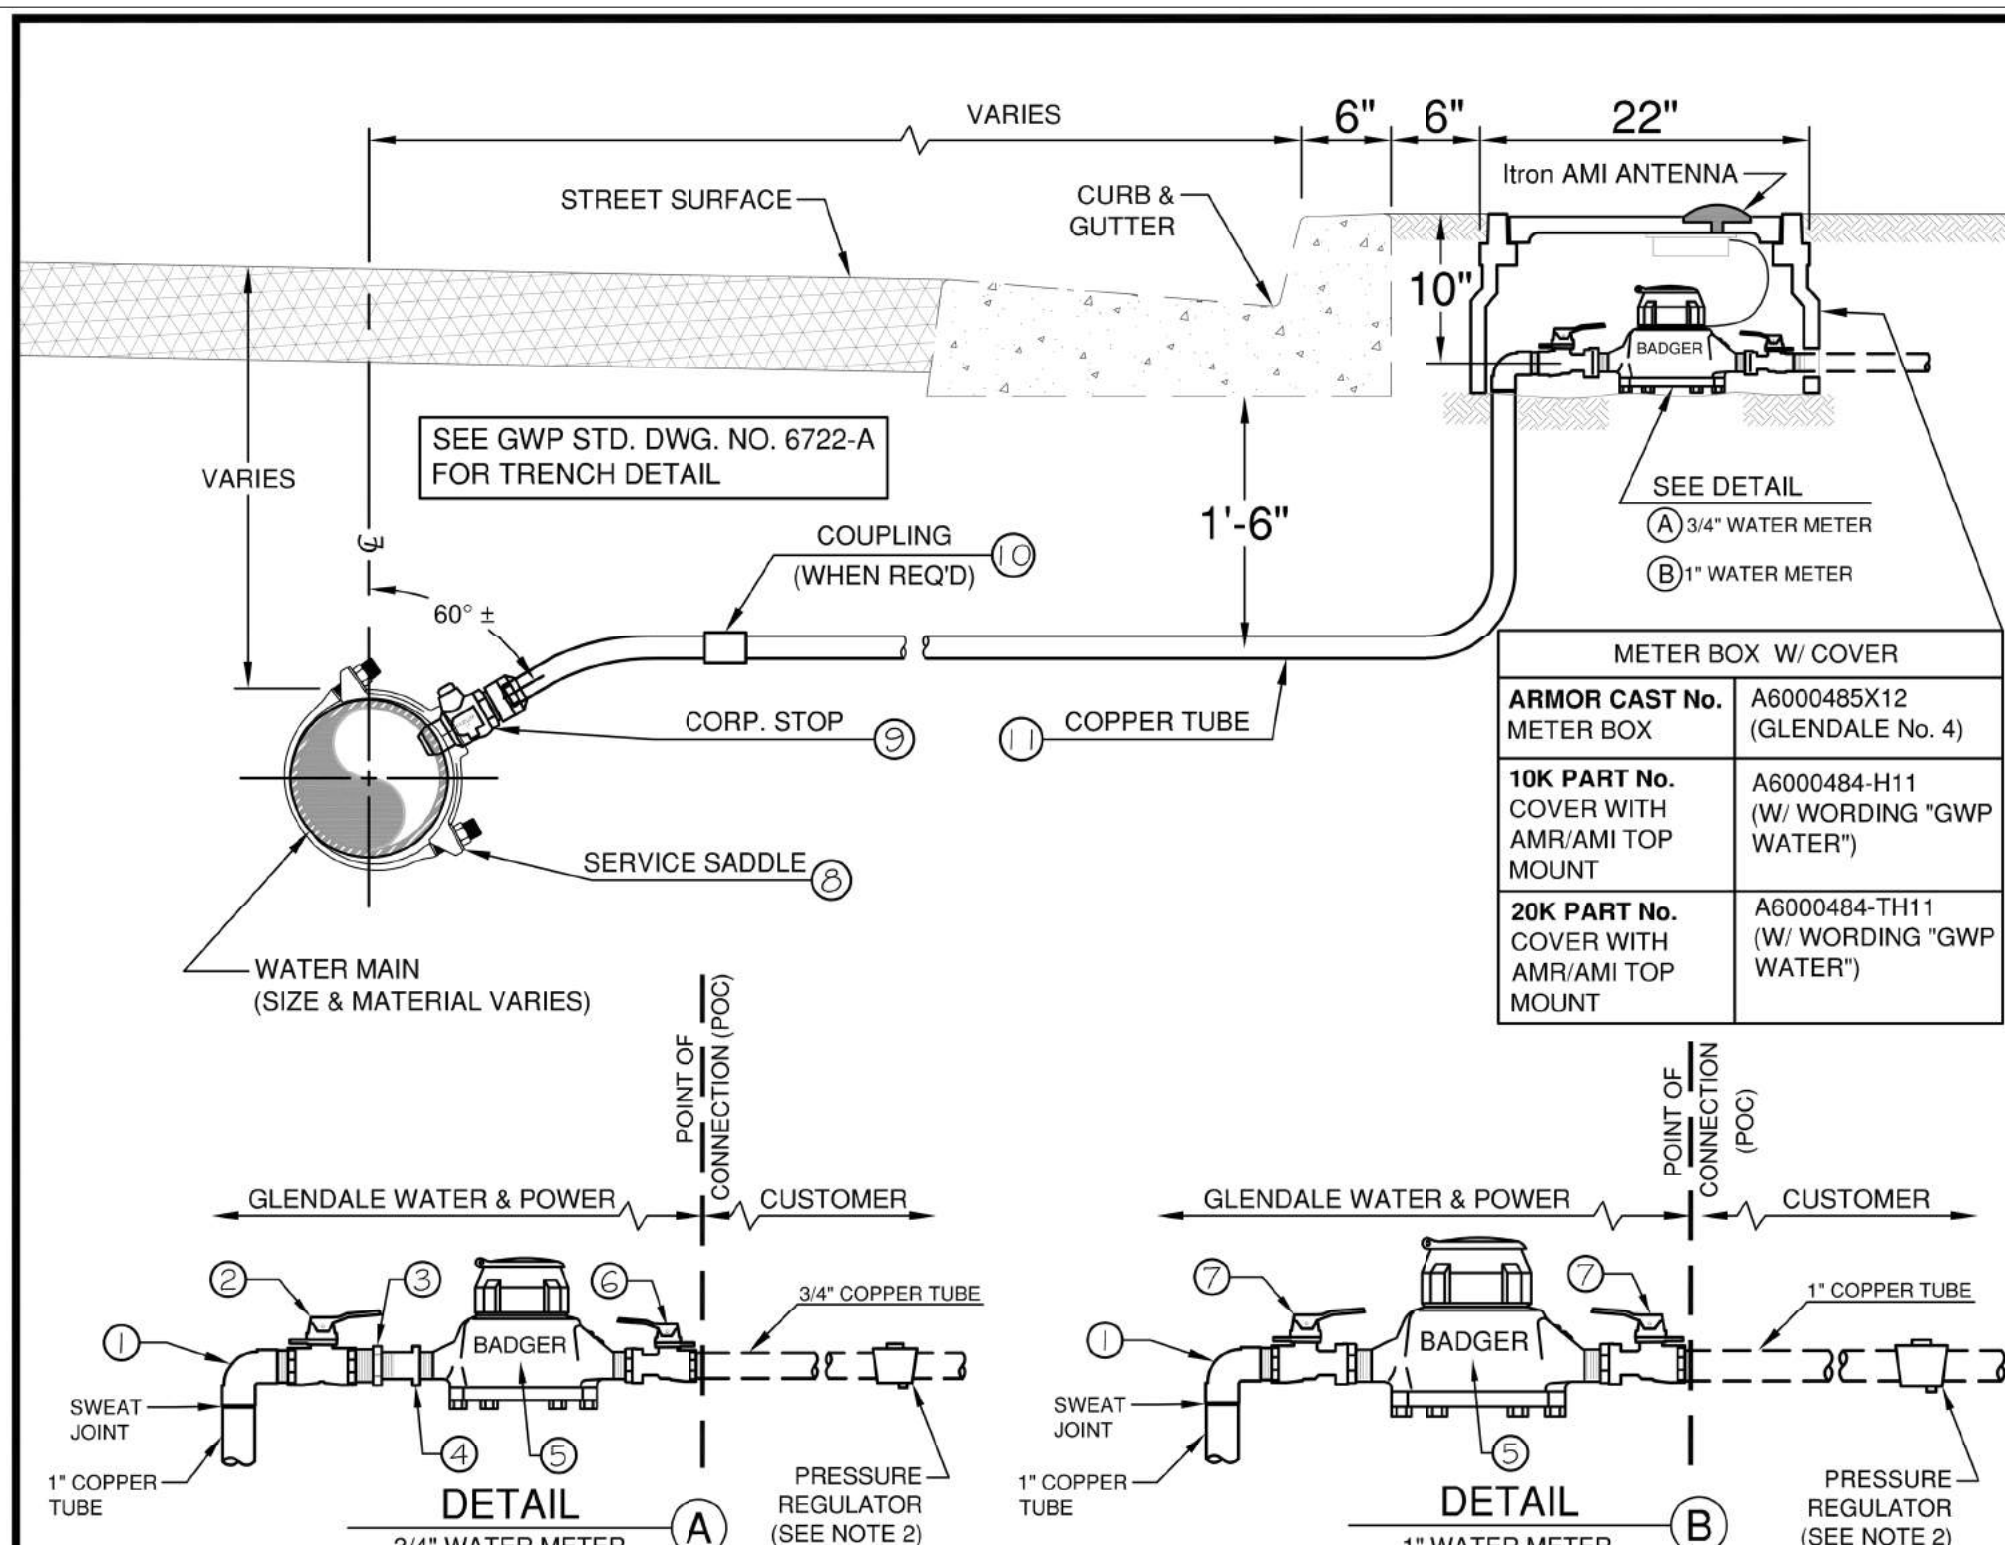 VARIES
6"
6"
22"
Itron AMI ANTENNA
STREET SURFACE
CURB &
GUTTER
10"
BADGER
SEE GWP STD. DWG. NO. 6722-A
FOR TRENCH DETAIL
VARIES
1'-6"
SEE DETAIL
A 3/4" WATER METER
B 1" WATER METER
COUPLING
(WHEN REQ'D)
10
60° ±
CORP. STOP
9
11
COPPER TUBE
SERVICE SADDLE
8
WATER MAIN
(SIZE & MATERIAL VARIES)
METER BOX W/ COVER
ARMOR CAST No.
METER BOX
A6000485X12
(GLENDALE No. 4)
10K PART No.
COVER WITH
AMR/AMI TOP
MOUNT
A6000484-H11
(W/ WORDING "GWP
WATER")
20K PART No.
COVER WITH
AMR/AMI TOP
MOUNT
A6000484-TH11
(W/ WORDING "GWP
WATER")
POINT OF
CONNECTION (POC)
GLENDALE WATER & POWER
CUSTOMER
2
3
6
3/4" COPPER TUBE
1
BADGER
SWEAT
JOINT
4
5
1" COPPER
TUBE
PRESSURE
REGULATOR
(SEE NOTE 2)
DETAIL
A
3/4" WATER METER
POINT OF
CONNECTION
(POC)
GLENDALE WATER & POWER
CUSTOMER
7
7
1" COPPER TUBE
1
BADGER
SWEAT
JOINT
5
1" COPPER
TUBE
PRESSURE
REGULATOR
(SEE NOTE 2)
DETAIL
B
1" WATER METER